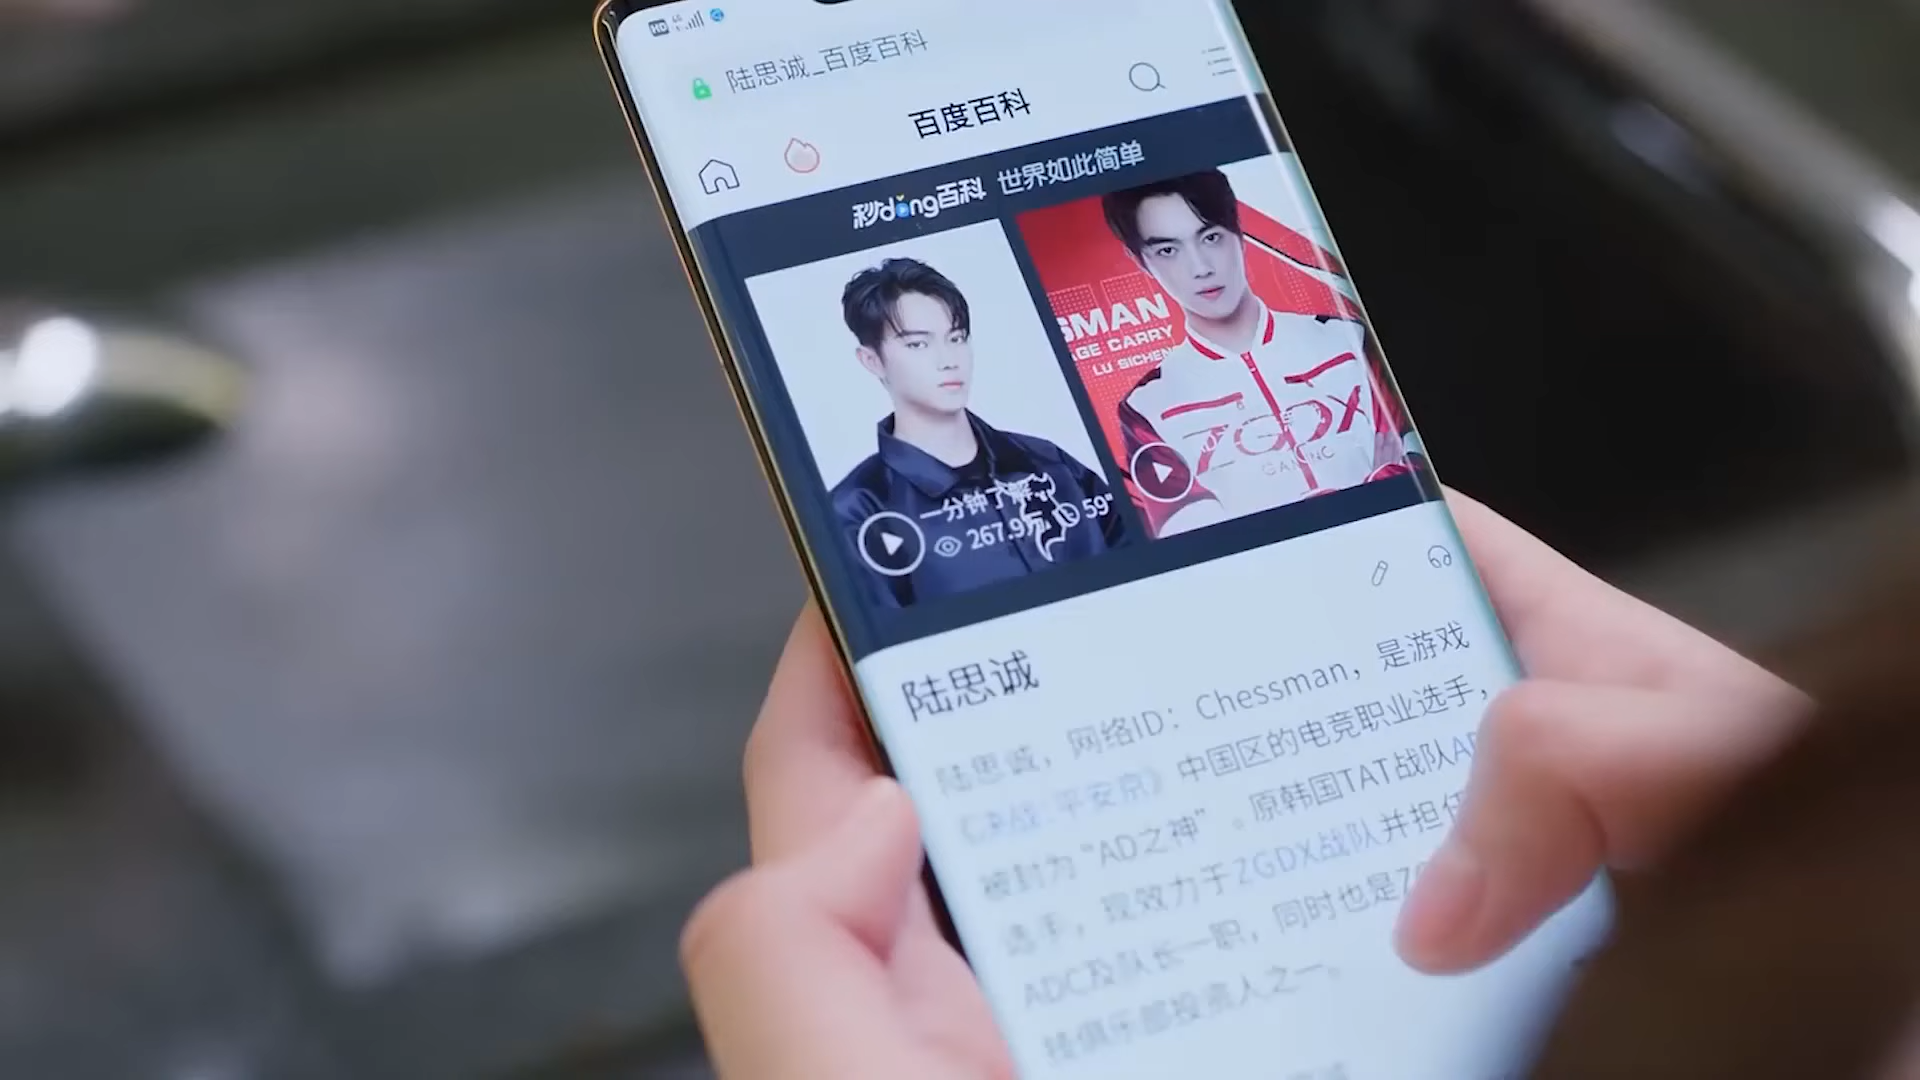 HD 4G
陆思诚_百度百科
百度百科
秒dong百科 世界如此简单
SMAN
GE CARRY
LU SICHEN
ZGDX
GAMING
一分钟了解
267.9万 59"
陆思诚
陆思诚，网络ID：Chessman，是游戏
平安京》中国区的电竞职业选手，
被封为“AD之神”。原韩国TAT战队
选手，现效力于ZGDX战队并担任
ADC及队长一职，同时也是
俱乐部投资人之一。